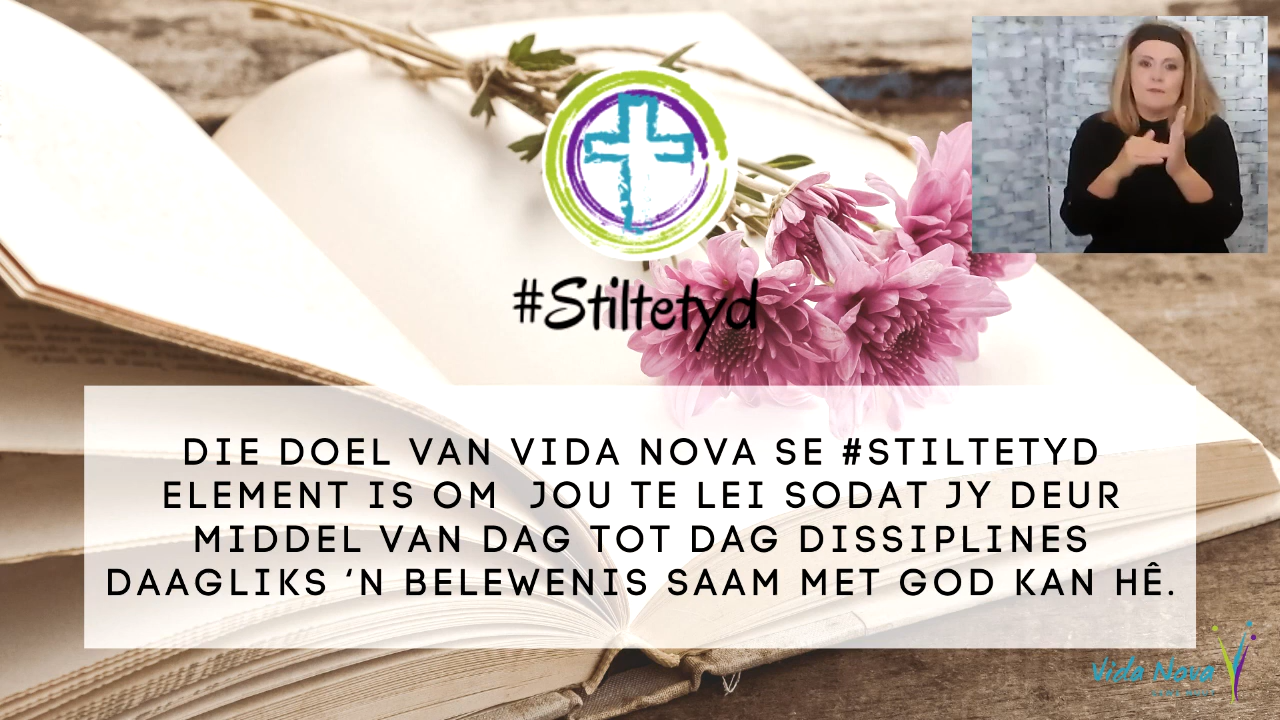 #Stiltetyd
DIE DOEL VAN VIDA NOVA SE #STILTETYD
ELEMENT IS OM JOU TE LEI SODAT JY DEUR
MIDDEL VAN DAG TOT DAG DISSIPLINES
DAAGLIKS ‘N BELEWENIS SAAM MET GOD KAN HÊ.
Vida Nova